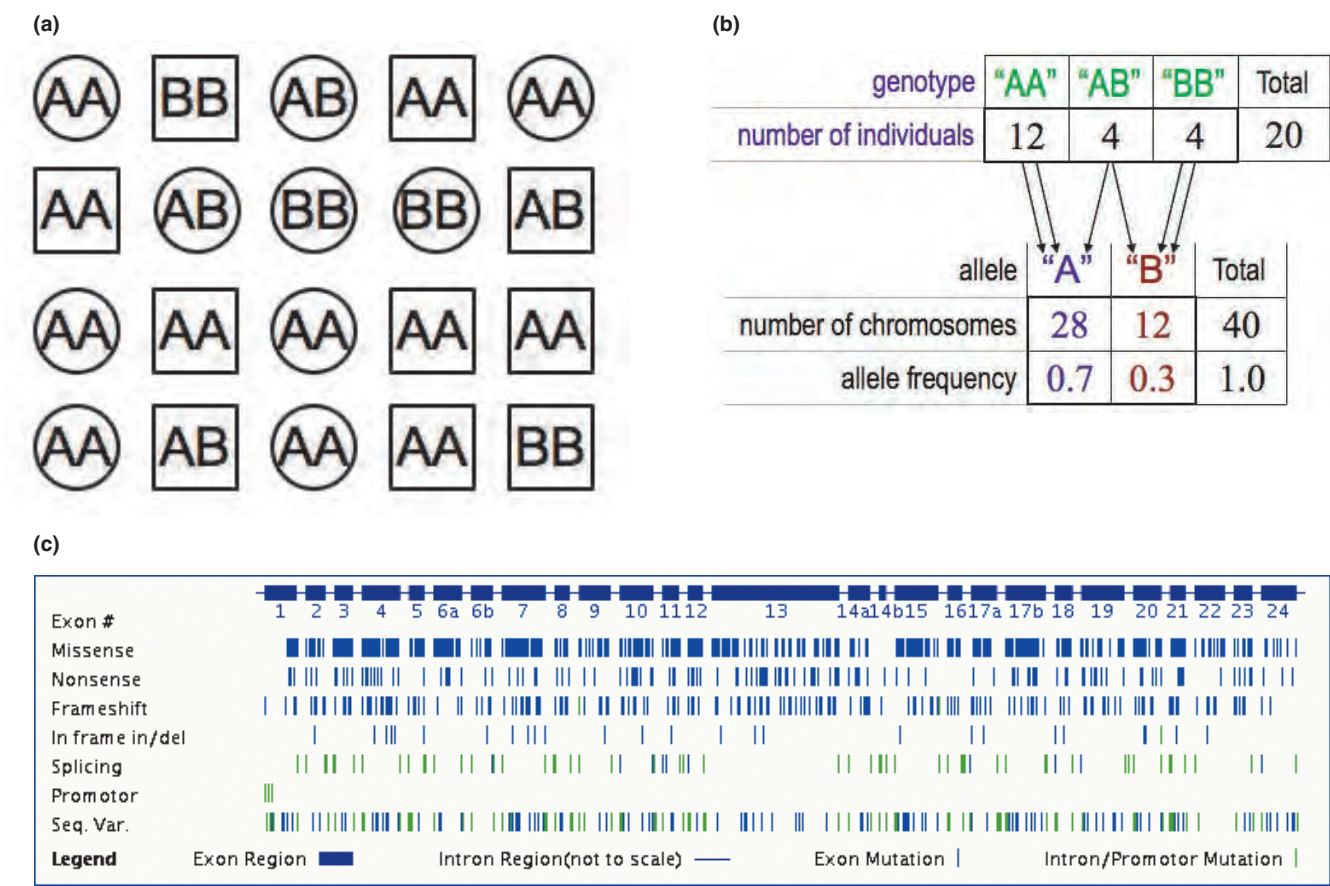 (a)
AA BB AB AA AA
AA AB BB BB AB
AA AA AA AA AA
AA AB AA AA BB
(b)
genotype "AA" "AB" "BB" Total
number of individuals 12 4 4 20
allele "A" "B" Total
number of chromosomes 28 12 40
allele frequency 0.7 0.3 1.0
(c)
Exon # 1 2 3 4 5 6a 6b 7 8 9 10 11 12 13 14a 14b 15 16 17a 17b 18 19 20 21 22 23 24
Missense
Nonsense
Frameshift
In frame in/del
Splicing
Promotor
Seq. Var.
Legend Exon Region Intron Region(not to scale) Exon Mutation Intron/Promotor Mutation